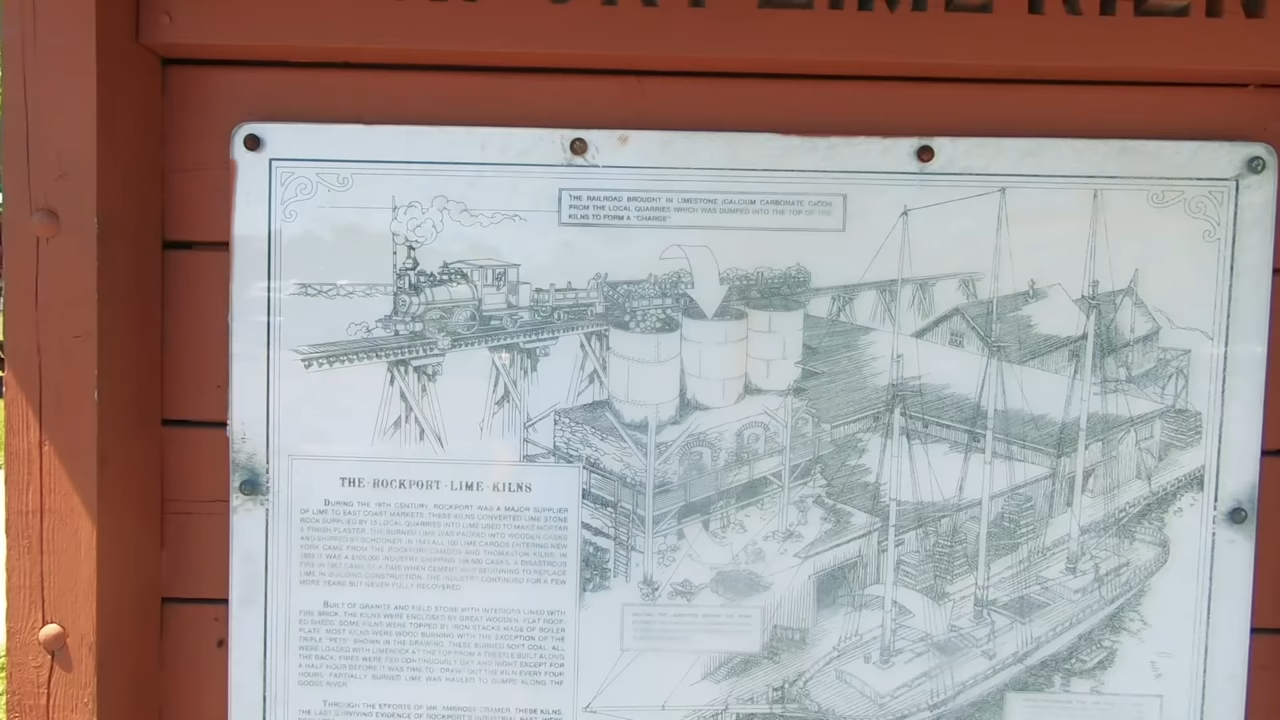 LIME KILN
THE RAILROAD BROUGHT IN LIMESTONE (CALCIUM CARBONATE
FROM THE LOCAL QUARRIES WHICH WAS DUMPED INTO THE TOP OF THE
KILNS TO FORM A "CHARGE"
THE·ROCKPORT·LIME·KILNS
DURING THE 19TH CENTURY, ROCKPORT WAS A MAJOR SUPPLIER
OF LIME TO EAST COAST MARKETS. THESE KILNS CONVERTED LIME STONE
ROCK SUPPLIED BY 13 LOCAL QUARRIES INTO LIME USED TO MAKE MORTAR
& FINISH PLASTER. THE BURNED LIME WAS PACKED INTO WOODEN CASKS
AND SHIPPED BY SCHOONER. IN ALL 100 LIME CARGOS ENTERING NEW
YORK CAME FROM THE ROCKPORT, CAMDEN AND THOMASTON KILNS. IN
IT WAS A INDUSTRY SHIPPING CASKS. A DISASTROUS
FIRE IN 1907 CAME AT A TIME WHEN CEMENT WAS BEGINNING TO REPLACE
LIME IN BUILDING CONSTRUCTION. THE INDUSTRY CONTINUED FOR A FEW
MORE YEARS BUT NEVER FULLY RECOVERED.
BUILT OF GRANITE AND FIELD STONE WITH INTERIORS LINED WITH
FIRE BRICK, THE KILNS WERE ENCLOSED BY GREAT WOODEN, FLAT ROOF-
ED SHEDS. SOME KILNS WERE TOPPED BY IRON STACKS MADE OF BOILER
PLATE. MOST KILNS WERE WOOD BURNING WITH THE EXCEPTION OF THE
TRIPLE "PETS" SHOWN IN THE DRAWING. THESE BURNED SOFT COAL. ALL
WERE LOADED WITH LIMEROCK AT THE TOP FROM A TRESTLE BUILT ALONG
THE BACK. FIRES WERE FED CONTINUOUSLY DAY AND NIGHT EXCEPT FOR
A HALF HOUR BEFORE IT WAS TIME TO "DRAW" OUT THE KILN EVERY FOUR
HOURS. PARTIALLY BURNED LIME WAS HAULED TO DUMPS ALONG THE
GOOSE RIVER.
THROUGH THE EFFORTS OF MR. AMBROSE CRAMER, THESE KILNS,
THE LAST SURVIVING EVIDENCE OF ROCKPORT'S INDUSTRIAL PAST, WERE